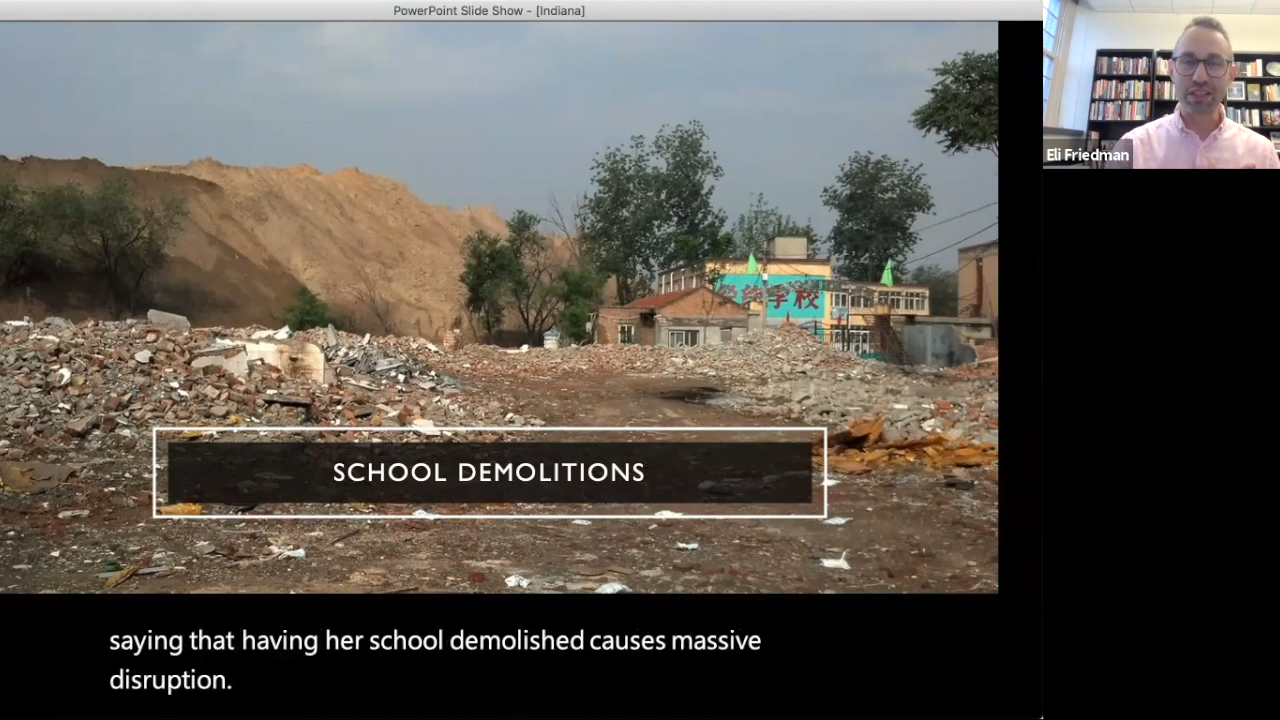 PowerPoint Slide Show - [Indiana]
Eli Friedman
学校
SCHOOL DEMOLITIONS
saying that having her school demolished causes massive
disruption.